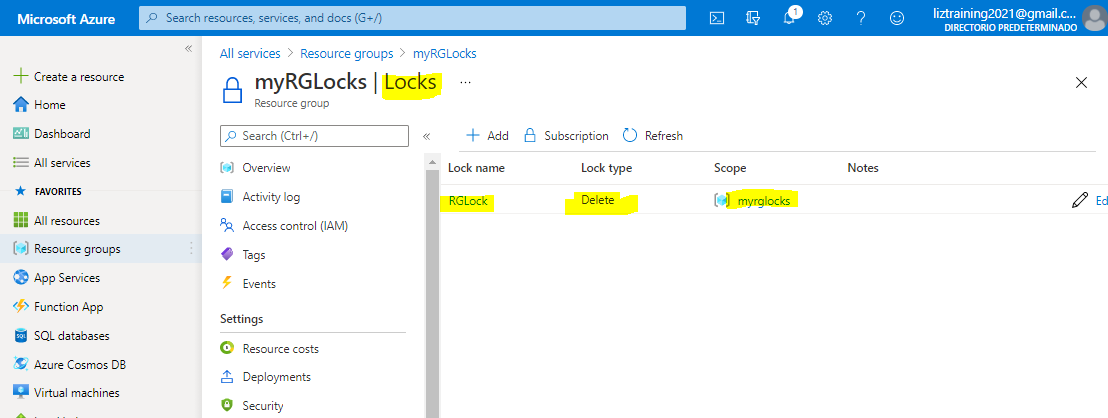 Microsoft Azure
Search resources, services, and docs (G+/)
1
liztraining2021@gmail.c...
DIRECTORIO PREDETERMINADO
«
Create a resource
Home
Dashboard
All services
FAVORITES
All resources
Resource groups
App Services
Function App
SQL databases
Azure Cosmos DB
Virtual machines
All services > Resource groups > myRGLocks
myRGLocks | Locks ...
Resource group
Search (Ctrl+/) «
Overview
Activity log
Access control (IAM)
Tags
Events
Settings
Resource costs
Deployments
Security
Add Subscription Refresh
Lock name Lock type Scope Notes
RGLock Delete myrglocks Ed